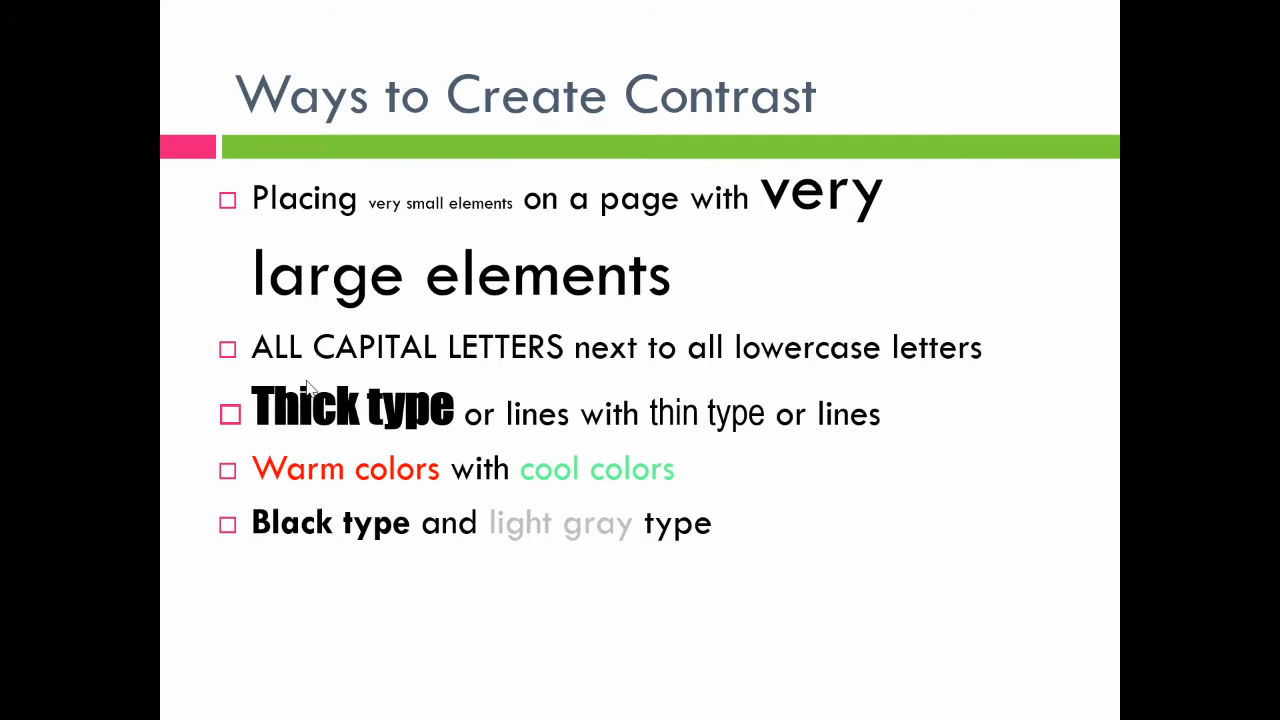 Ways to Create Contrast
Placing very small elements on a page with very
large elements
ALL CAPITAL LETTERS next to all lowercase letters
Thick type or lines with thin type or lines
Warm colors with cool colors
Black type and light gray type